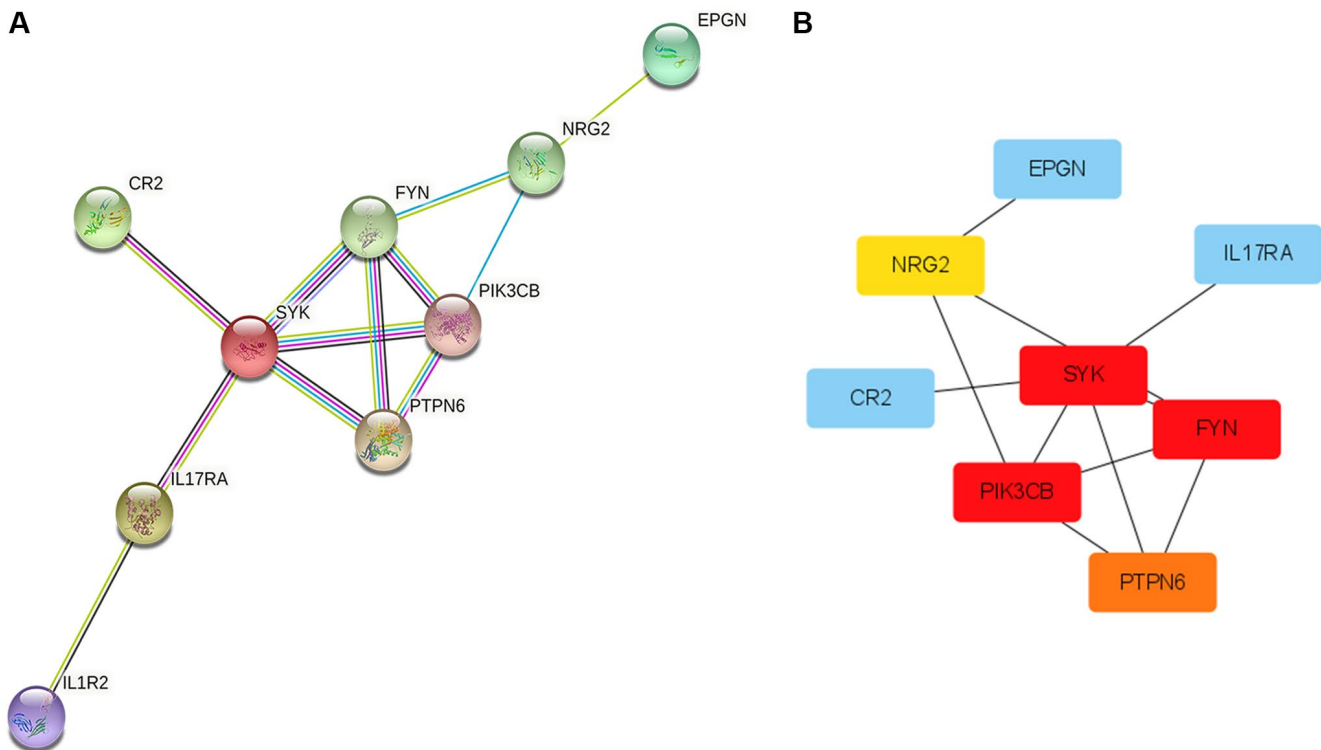 A
EPGN
NRG2
CR2
FYN
PIK3CB
SYK
PTPN6
IL17RA
IL1R2
B
EPGN
IL17RA
NRG2
SYK
CR2
FYN
PIK3CB
PTPN6